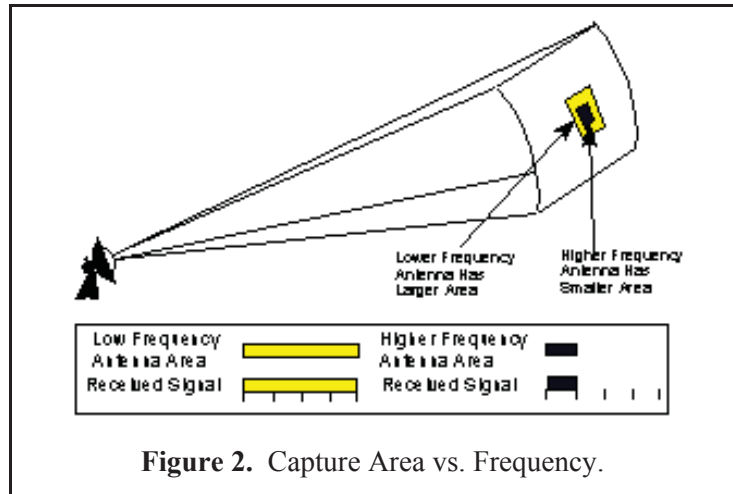 Lower Frequency
Antenna Has
Larger Area
Higher Frequency
Antenna Has
Smaller Area
Low Frequency
Antenna Area
Received Signal
Higher Frequency
Antenna Area
Received Signal
Figure 2. Capture Area vs. Frequency.